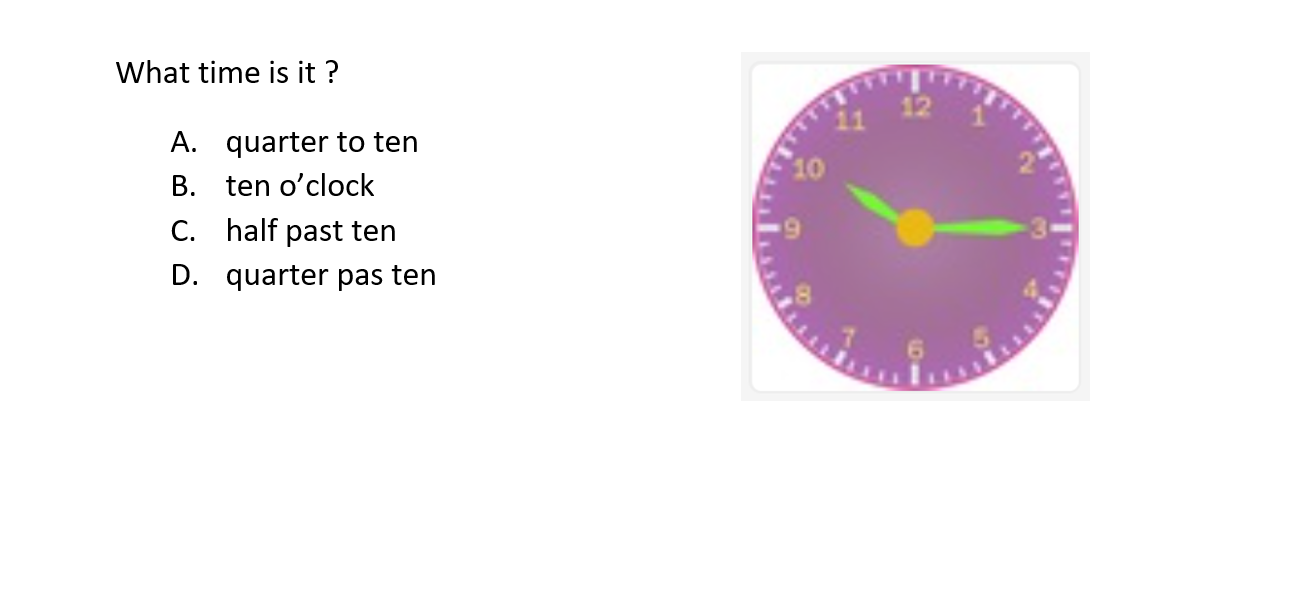 What time is it ?
A. quarter to ten
B. ten o’clock
C. half past ten
D. quarter pas ten
12
11
1
10
2
9
3
8
4
7
5
6